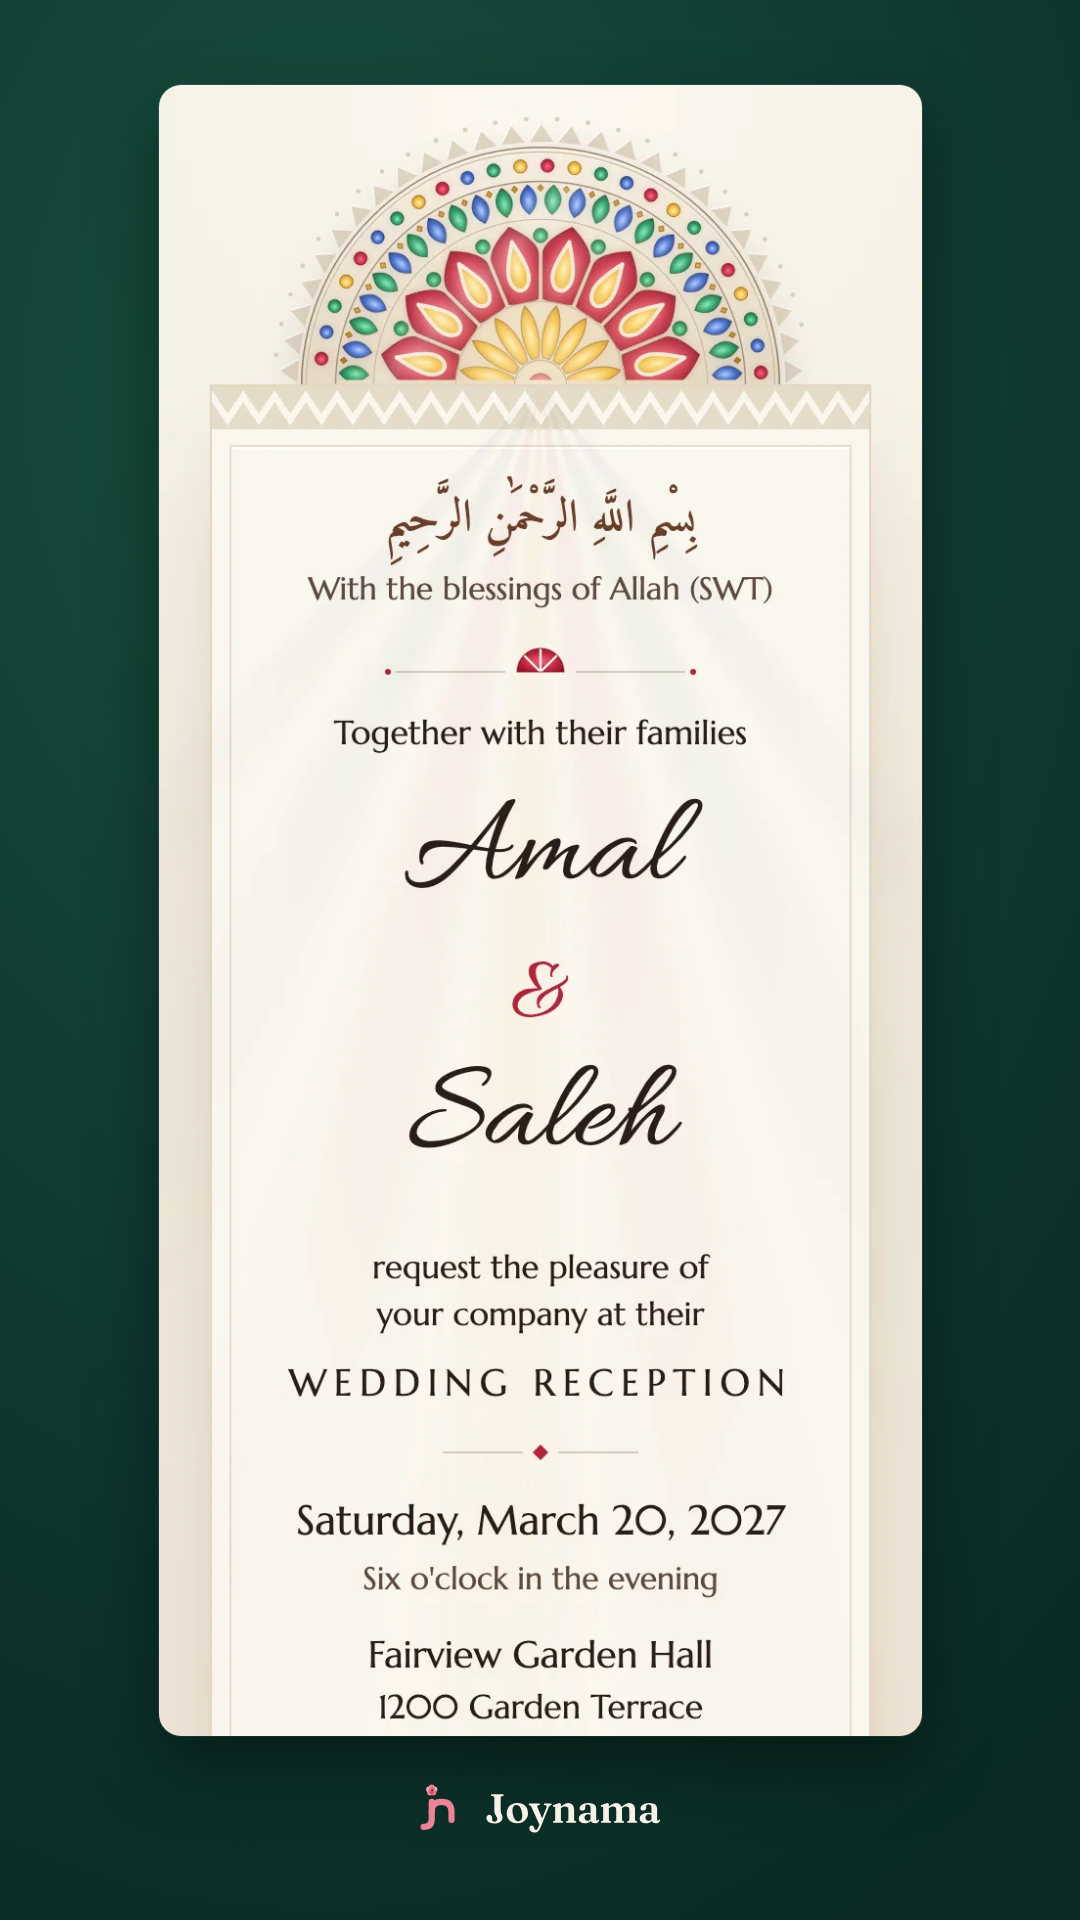 بِسْمِ اللَّهِ الرَّحْمَٰنِ الرَّحِيمِ
With the blessings of Allah (SWT)
Together with their families
Amal
&
Saleh
request the pleasure of
your company at their
WEDDING RECEPTION
Saturday, March 20, 2027
Six o'clock in the evening
Fairview Garden Hall
1200 Garden Terrace
Joynama